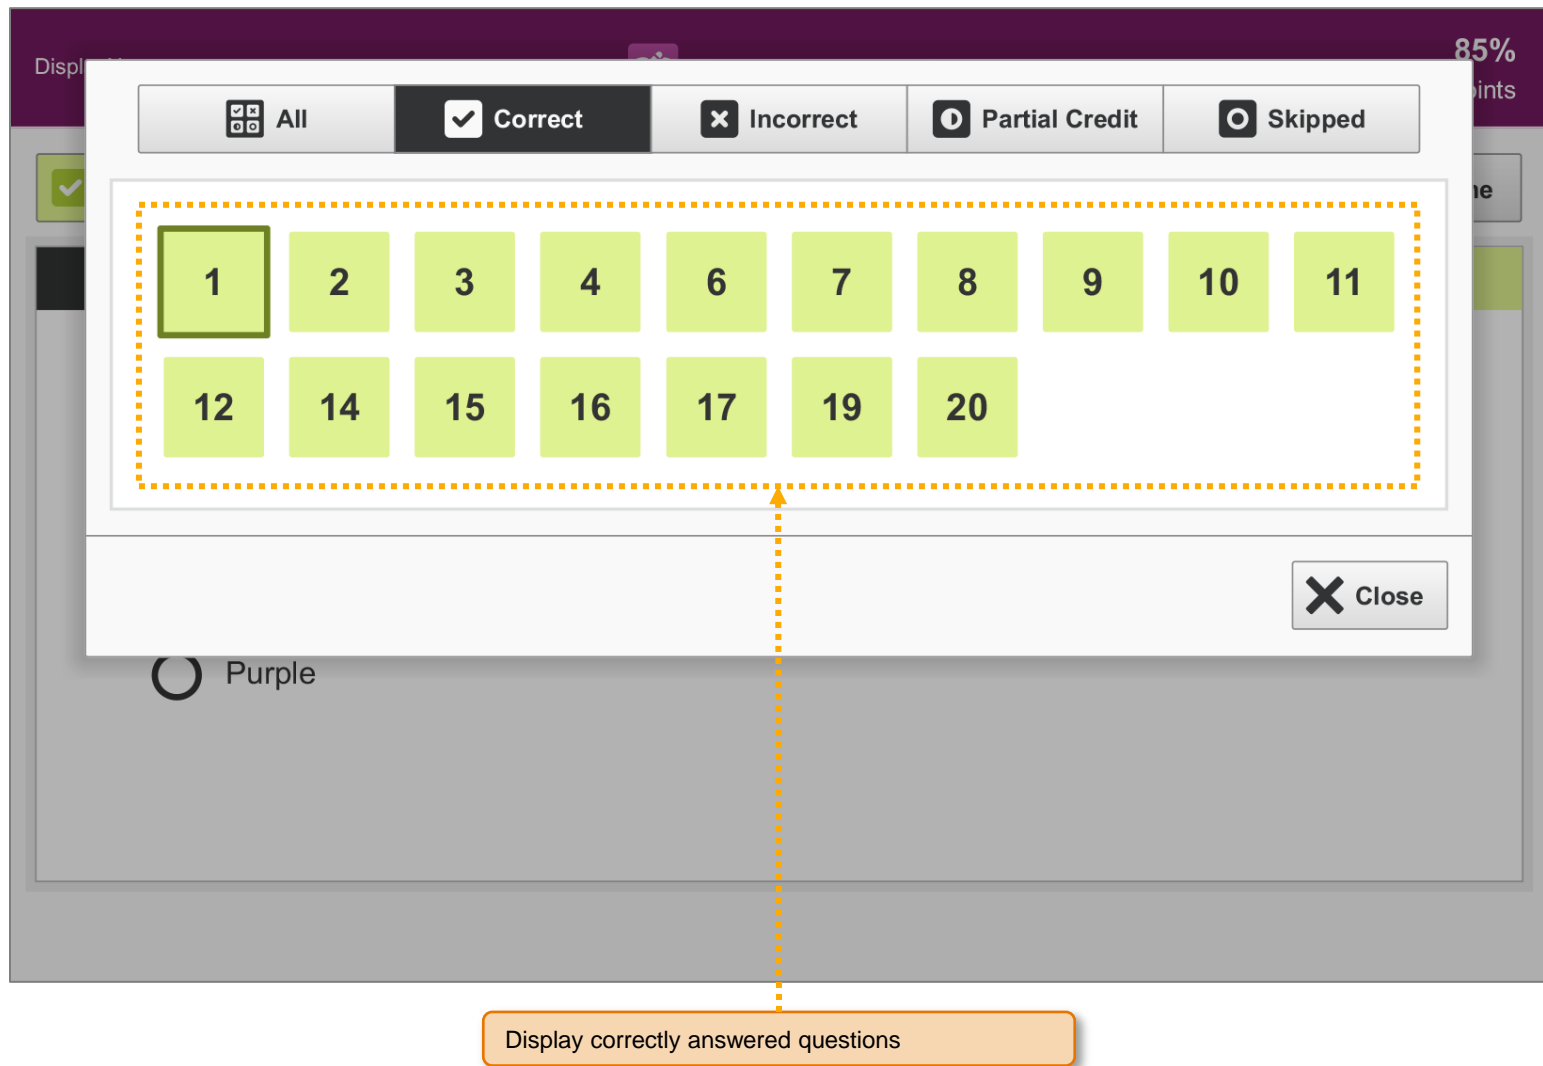 85%
All
Correct
Incorrect
Partial Credit
Skipped
1 2 3 4 6 7 8 9 10 11
12 14 15 16 17 19 20
Close
Purple
Display correctly answered questions